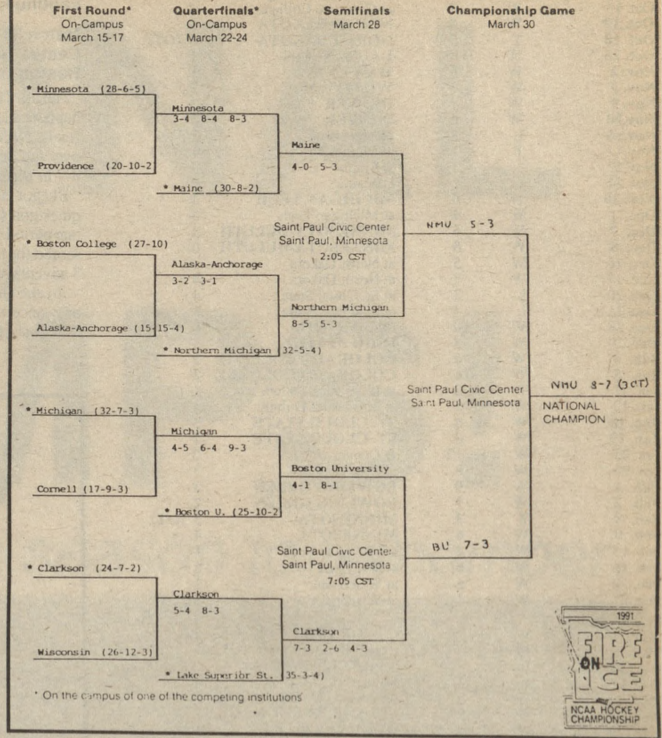 First Round*
On-Campus
March 15-17
Quarterfinals*
On-Campus
March 22-24
Semifinals
March 28
Championship Game
March 30
* Minnesota (28-6-5)
Minnesota
3-4 8-4 8-3
Providence (20-10-2
* Maine (30-8-2)
Maine
4-0 5-3
Saint Paul Civic Center
Saint Paul, Minnesota
2:05 CST
NMU 5-3
* Boston College (27-10)
Alaska-Anchorage
3-2 3-1
Alaska-Anchorage (15-15-4)
* Northern Michigan 32-5-4)
Northern Michigan
8-5 5-3
Saint Paul Civic Center
Saint Paul, Minnesota
NMU 8-7 (3OT)
NATIONAL
CHAMPION
* Michigan (32-7-3)
Michigan
4-5 6-4 9-3
Cornell (17-9-3)
* Boston U. (25-10-2
Boston University
4-1 8-1
Saint Paul Civic Center
Saint Paul, Minnesota
7:05 CST
BU 7-3
* Clarkson (24-7-2)
Clarkson
5-4 8-3
Wisconsin (26-12-3)
* Lake Superior St. 35-3-4)
Clarkson
7-3 2-6 4-3
* On the campus of one of the competing institutions
1991
FIRE
ON
ICE
NCAA HOCKEY
CHAMPIONSHIP